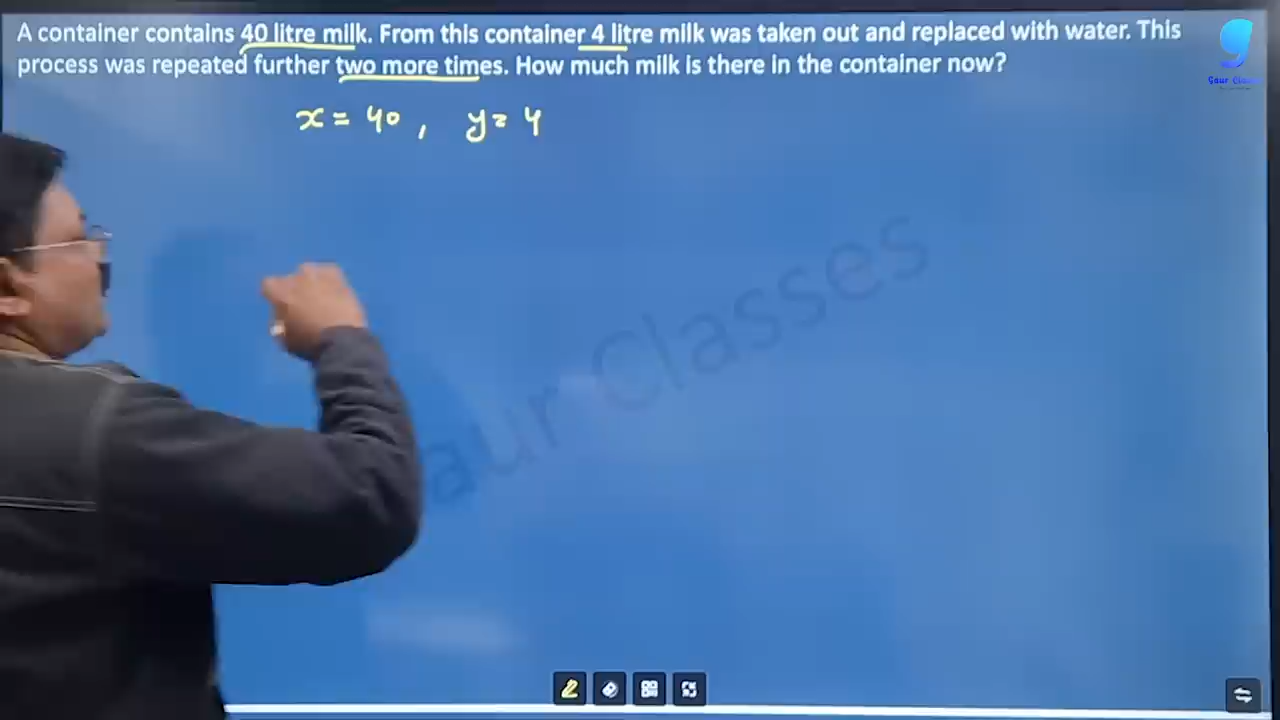 A container contains 40 litre milk. From this container 4 litre milk was taken out and replaced with water. This
process was repeated further two more times. How much milk is there in the container now?
x = 40 , y = 4
aur Classes